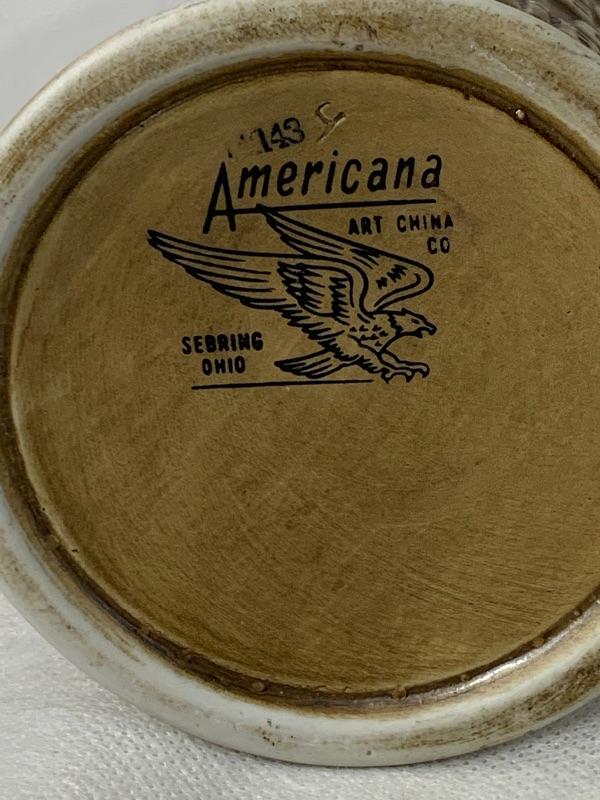 143
Americana
ART CHINA
CO
SEBRING
OHIO